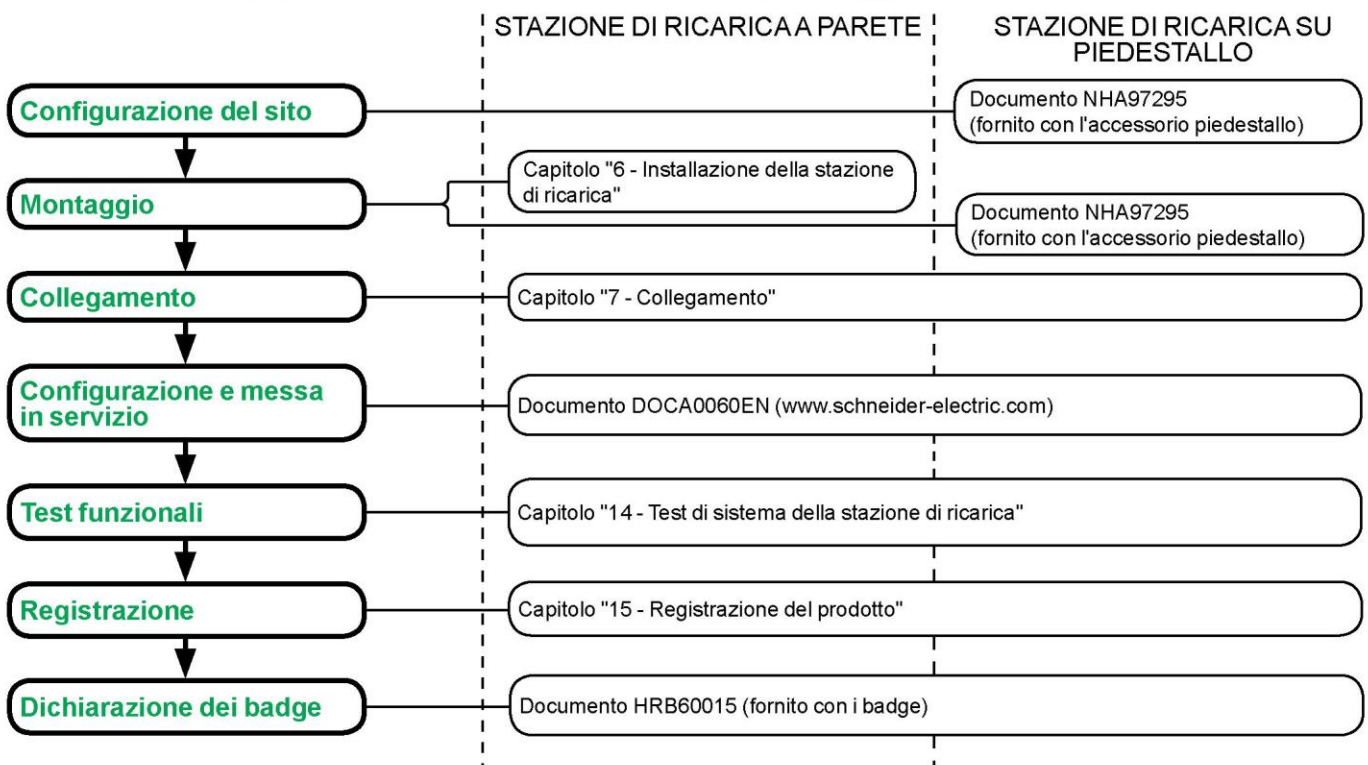 STAZIONE DI RICARICA A PARETE
STAZIONE DI RICARICA SU
PIEDESTALLO
Configurazione del sito
Documento NHA97295
(fornito con l'accessorio piedestallo)
Montaggio
Capitolo "6 - Installazione della stazione
di ricarica"
Documento NHA97295
(fornito con l'accessorio piedestallo)
Collegamento
Capitolo "7 - Collegamento"
Configurazione e messa
in servizio
Documento DOCA0060EN (www.schneider-electric.com)
Test funzionali
Capitolo "14 - Test di sistema della stazione di ricarica"
Registrazione
Capitolo "15 - Registrazione del prodotto"
Dichiarazione dei badge
Documento HRB60015 (fornito con i badge)